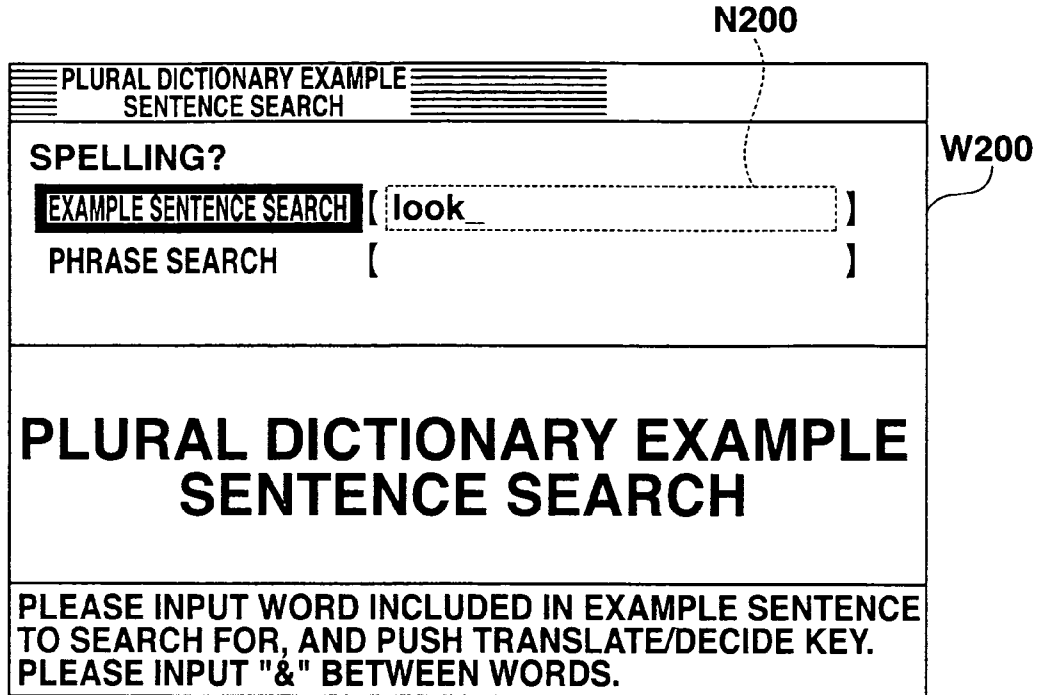 N200
PLURAL DICTIONARY EXAMPLE
SENTENCE SEARCH
W200
SPELLING?
EXAMPLE SENTENCE SEARCH【look_】
PHRASE SEARCH【 】
PLURAL DICTIONARY EXAMPLE
SENTENCE SEARCH
PLEASE INPUT WORD INCLUDED IN EXAMPLE SENTENCE
TO SEARCH FOR, AND PUSH TRANSLATE/DECIDE KEY.
PLEASE INPUT "&" BETWEEN WORDS.